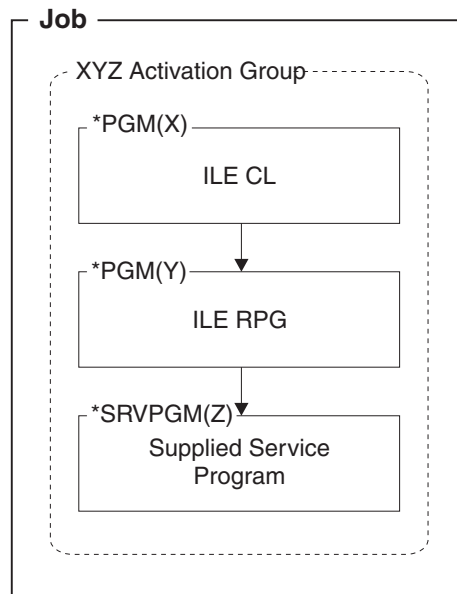 Job
XYZ Activation Group
*PGM(X)
ILE CL
*PGM(Y)
ILE RPG
*SRVPGM(Z)
Supplied Service
Program